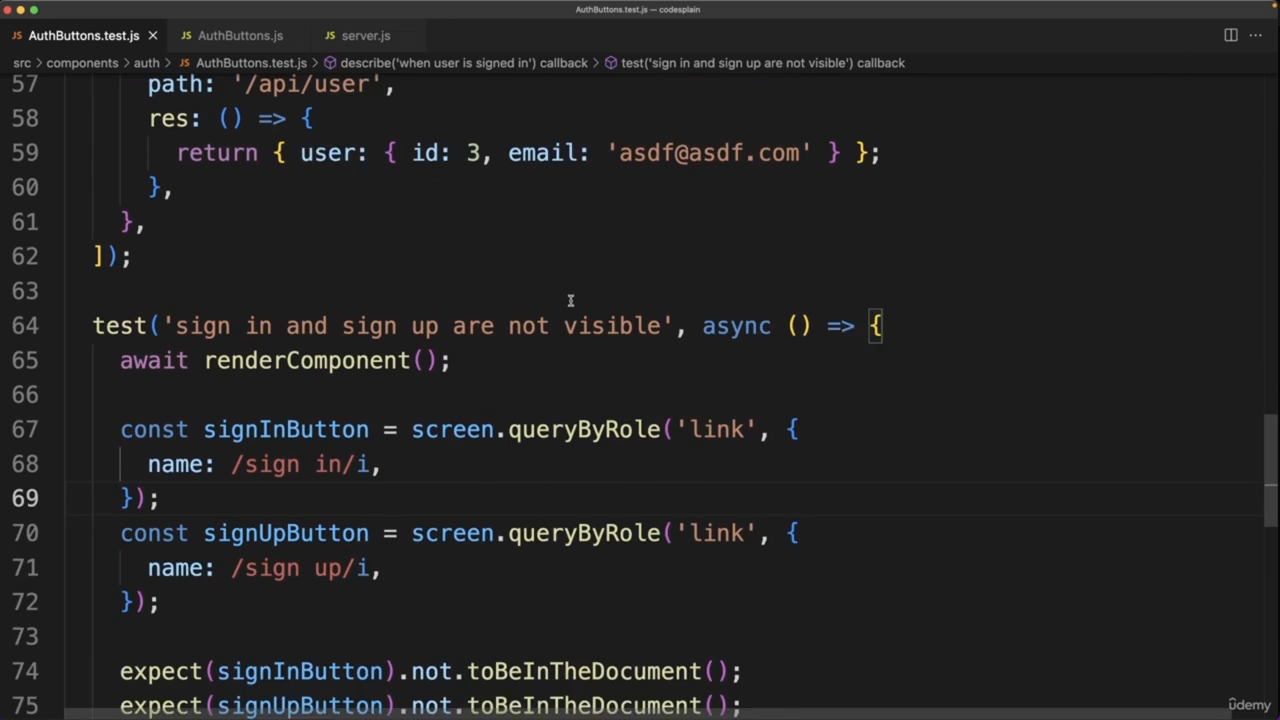 AuthButtons.test.js — codesplain
JS AuthButtons.test.js × JS AuthButtons.js JS server.js ···
src > components > auth > JS AuthButtons.test.js > describe('when user is signed in') callback > test('sign in and sign up are not visible') callback
57 path: '/api/user',
58 res: () => {
59 return { user: { id: 3, email: 'asdf@asdf.com' } };
60 },
61 },
62 ]);
63
64 test('sign in and sign up are not visible', async () => {
65 await renderComponent();
66
67 const signInButton = screen.queryByRole('link', {
68 name: /sign in/i,
69 });
70 const signUpButton = screen.queryByRole('link', {
71 name: /sign up/i,
72 });
73
74 expect(signInButton).not.toBeInTheDocument();
75 expect(signUpButton).not.toBeInTheDocument();
ûdemy